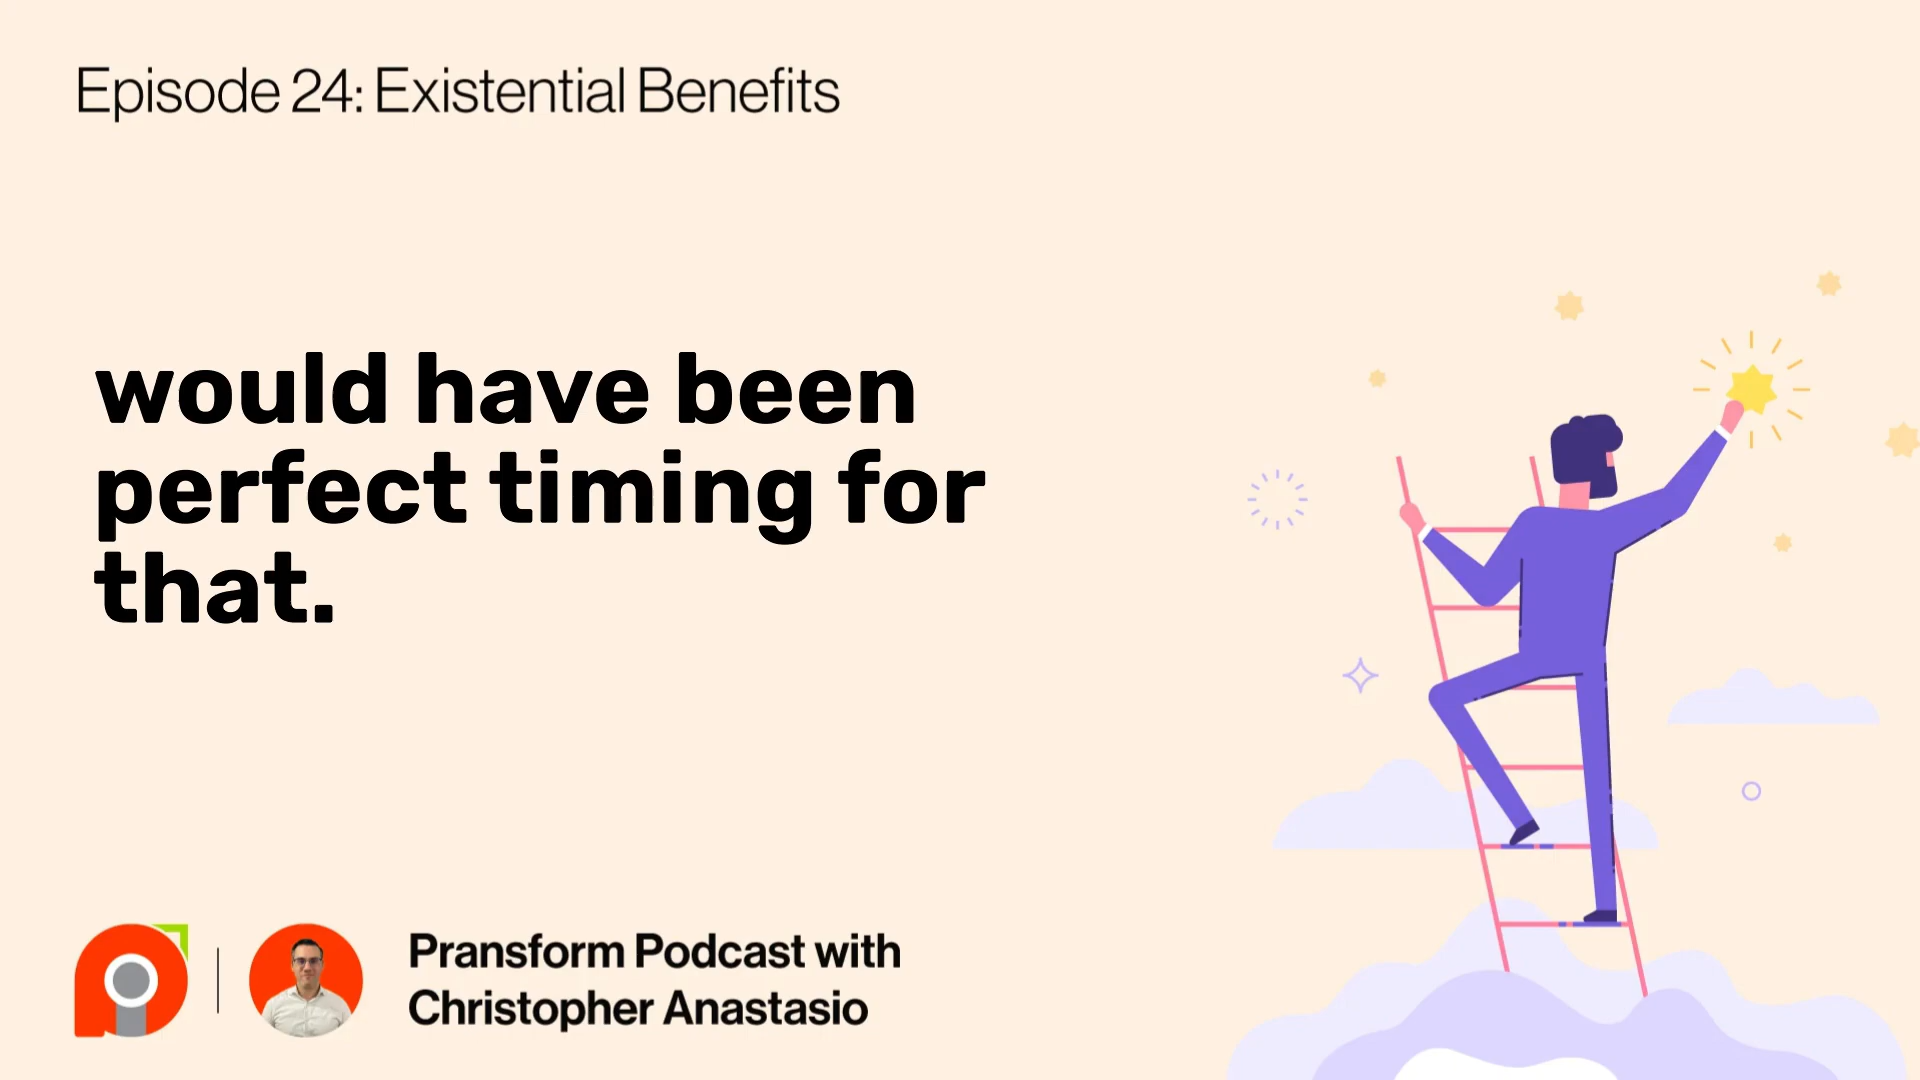 Episode 24: Existential Benefits
would have been
perfect timing for
that.
Pransform Podcast with
Christopher Anastasio